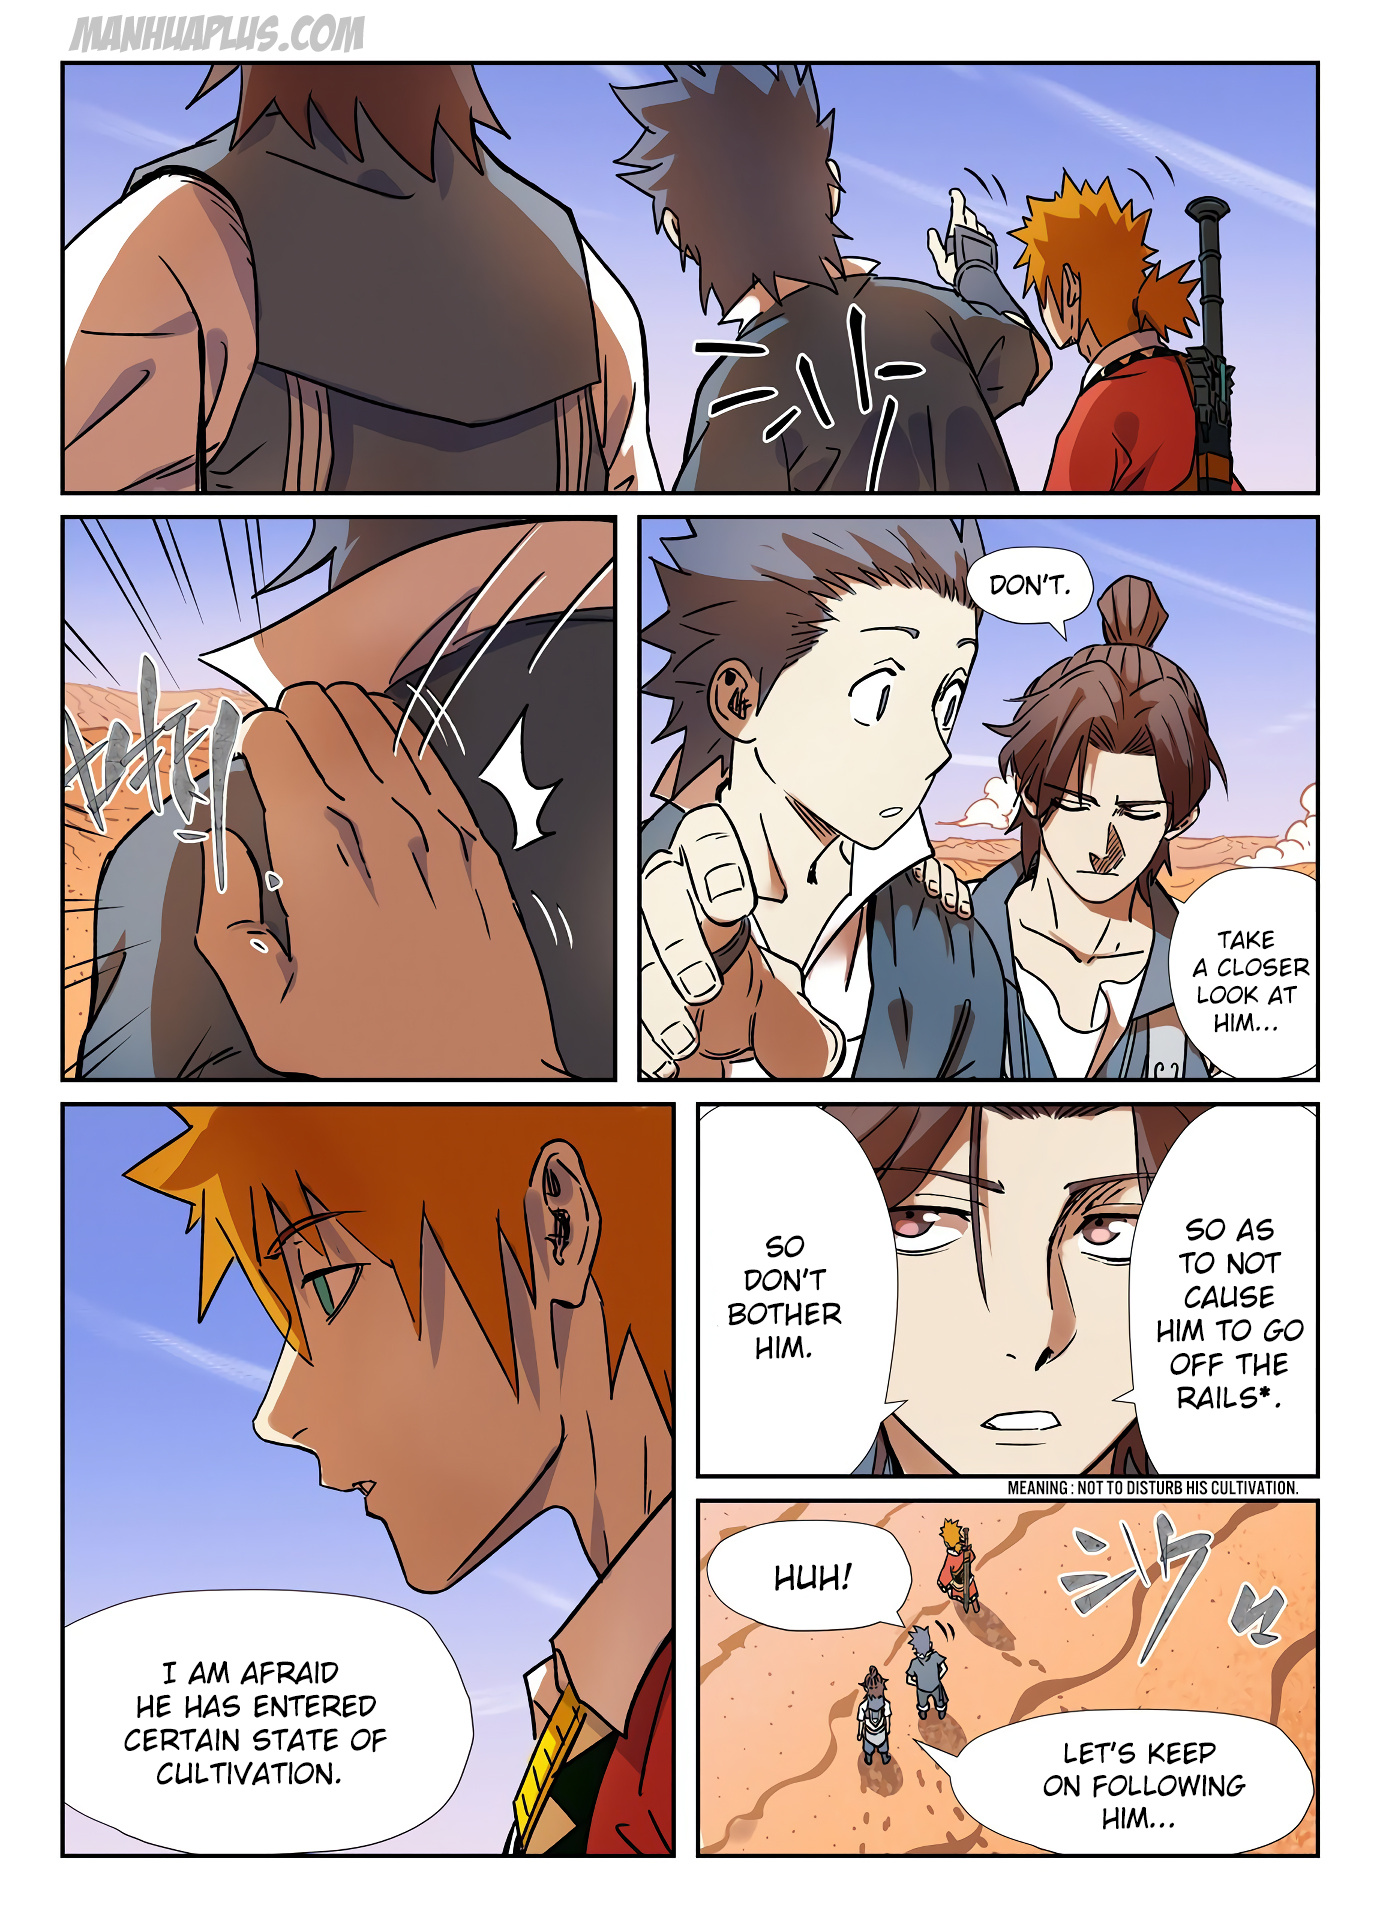 MANHUAPLUS.COM
DON'T.
TAKE
A CLOSER
LOOK AT
HIM...
I AM AFRAID
HE HAS ENTERED
CERTAIN STATE OF
CULTIVATION.
SO
DON'T
BOTHER
HIM.
SO AS
TO NOT
CAUSE
HIM TO GO
OFF THE
RAILS*.
MEANING : NOT TO DISTURB HIS CULTIVATION.
HUH!
LET'S KEEP
ON FOLLOWING
HIM...